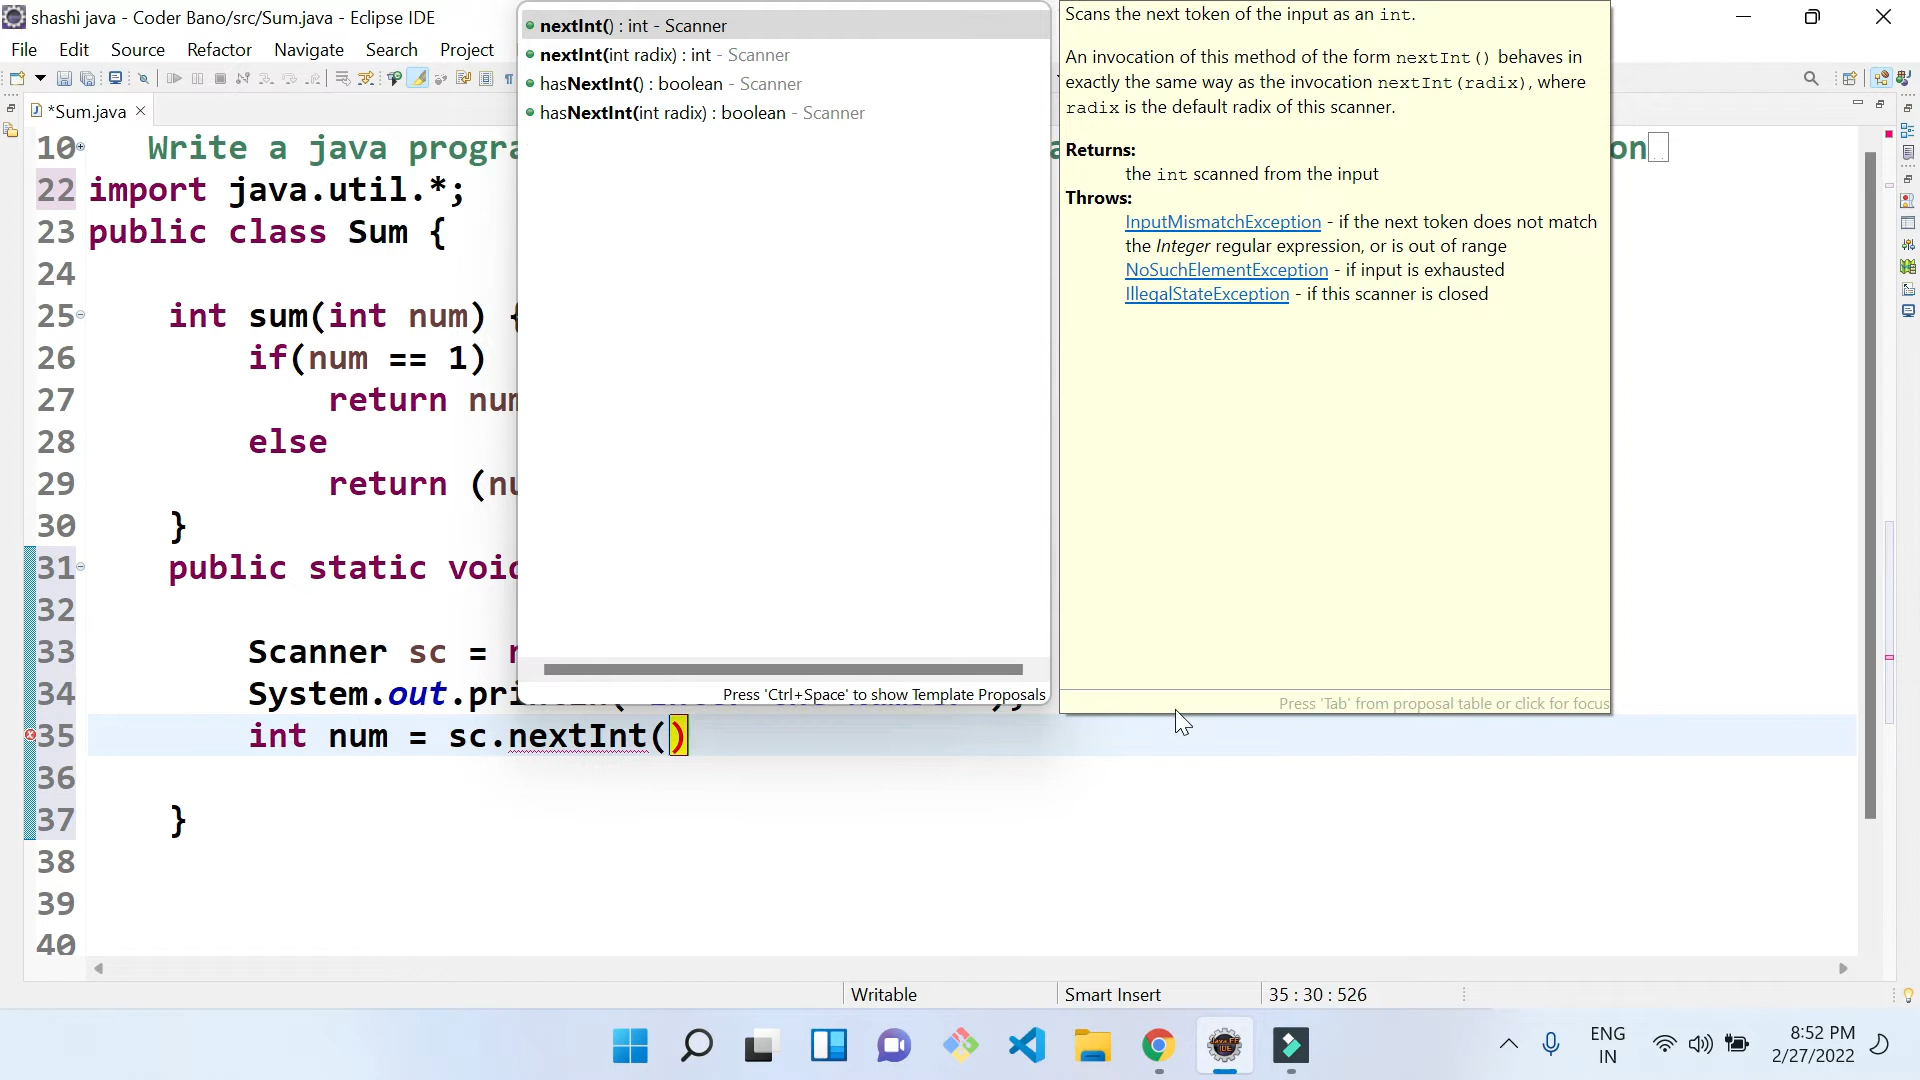 shashi java - Coder Bano/src/Sum.java - Eclipse IDE
File Edit Source Refactor Navigate Search Project
*Sum.java
nextInt() : int - Scanner
nextInt(int radix) : int - Scanner
hasNextInt() : boolean - Scanner
hasNextInt(int radix) : boolean - Scanner
Press 'Ctrl+Space' to show Template Proposals
Scans the next token of the input as an int.
An invocation of this method of the form nextInt() behaves in
exactly the same way as the invocation nextInt(radix), where
radix is the default radix of this scanner.
Returns:
the int scanned from the input
Throws:
InputMismatchException - if the next token does not match
the Integer regular expression, or is out of range
NoSuchElementException - if input is exhausted
IllegalStateException - if this scanner is closed
Press 'Tab' from proposal table or click for focus
10 Write a java
22 import java.util.*;
23 public class Sum {
24
25 int sum(int num) {
26 if(num == 1)
27 return
28 else
29 return
30 }
31 public static
32
33 Scanner sc =
34 System.out.
35 int num = sc.nextInt()
36
37 }
38
39
40
Writable Smart Insert 35 : 30 : 526
ENG
IN
8:52 PM
2/27/2022